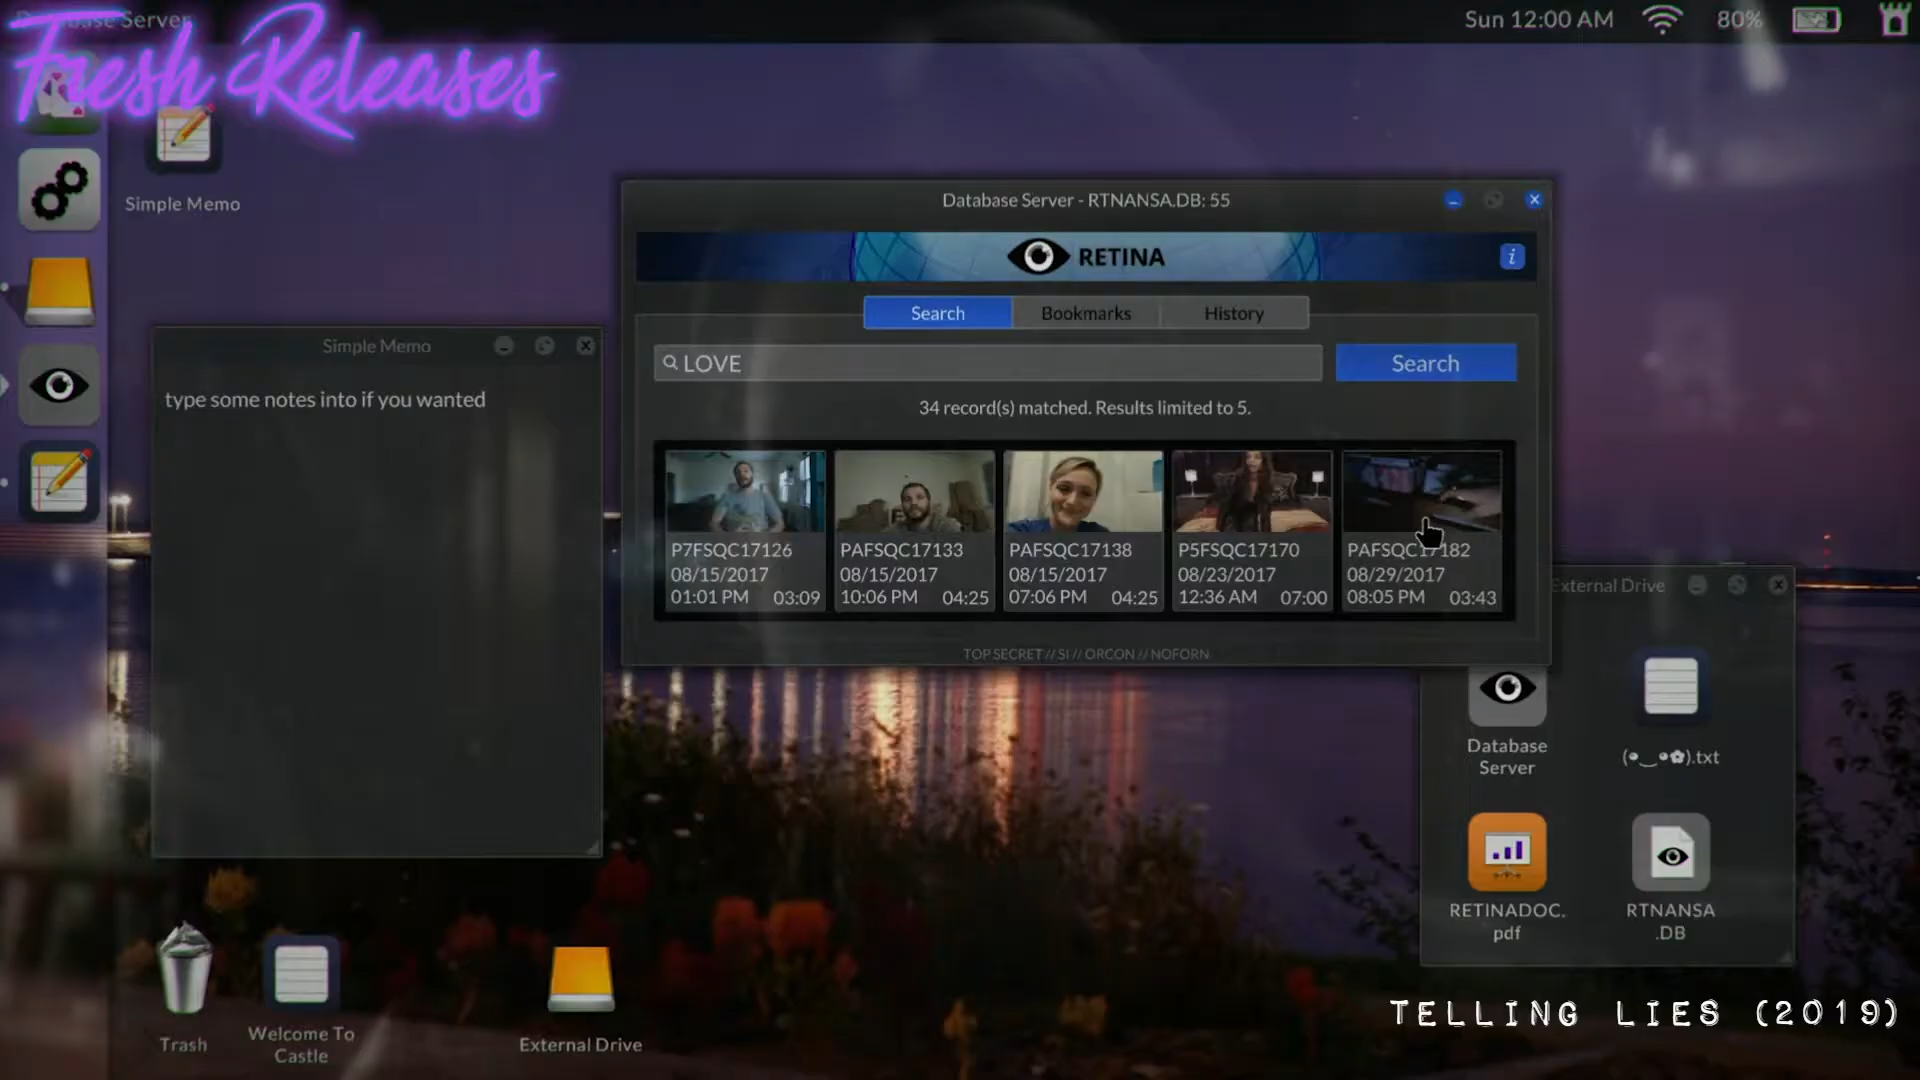 Database Server
Sun 12:00 AM
80%
Fresh Releases
Simple Memo
Simple Memo
type some notes into if you wanted
Database Server - RTNANSA.DB: 55
RETINA
i
Search
Bookmarks
History
LOVE
Search
34 record(s) matched. Results limited to 5.
P7FSQC17126
08/15/2017
01:01 PM 03:09
PAFSQC17133
08/15/2017
10:06 PM 04:25
PAFSQC17138
08/15/2017
07:06 PM 04:25
P5FSQC17170
08/23/2017
12:36 AM 07:00
PAFSQC17182
08/29/2017
08:05 PM 03:43
TOP SECRET // SI // ORCON // NOFORN
External Drive
Database
Server
(•‿•✿).txt
RETINADOC.
pdf
RTNANSA
.DB
Trash
Welcome To
Castle
External Drive
TELLING LIES (2019)